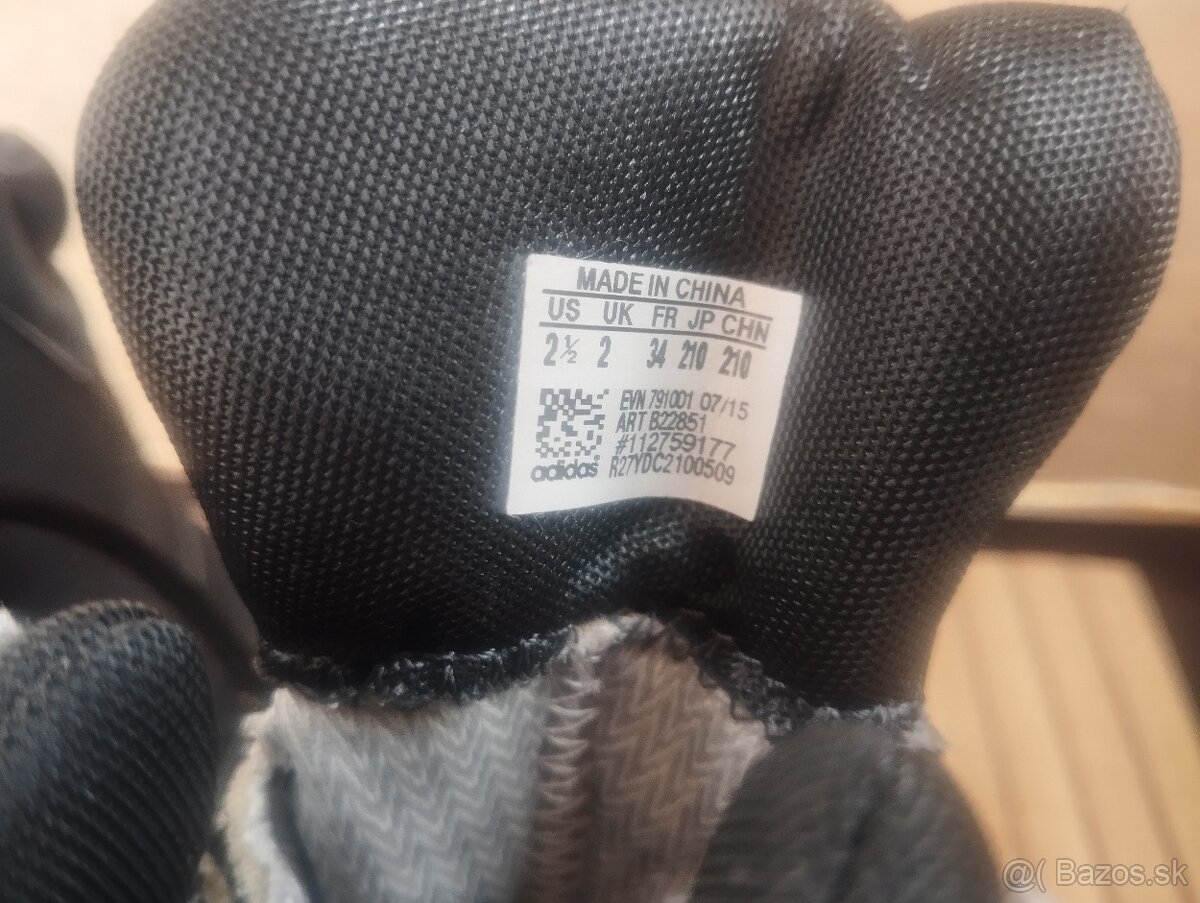 MADE IN CHINA
US UK FR JP CHN
2½ 2 34 210 210
EVN 791001 07/15
ART B22851
#112759177
adidas R27YDC2100509
@( Bazos.sk